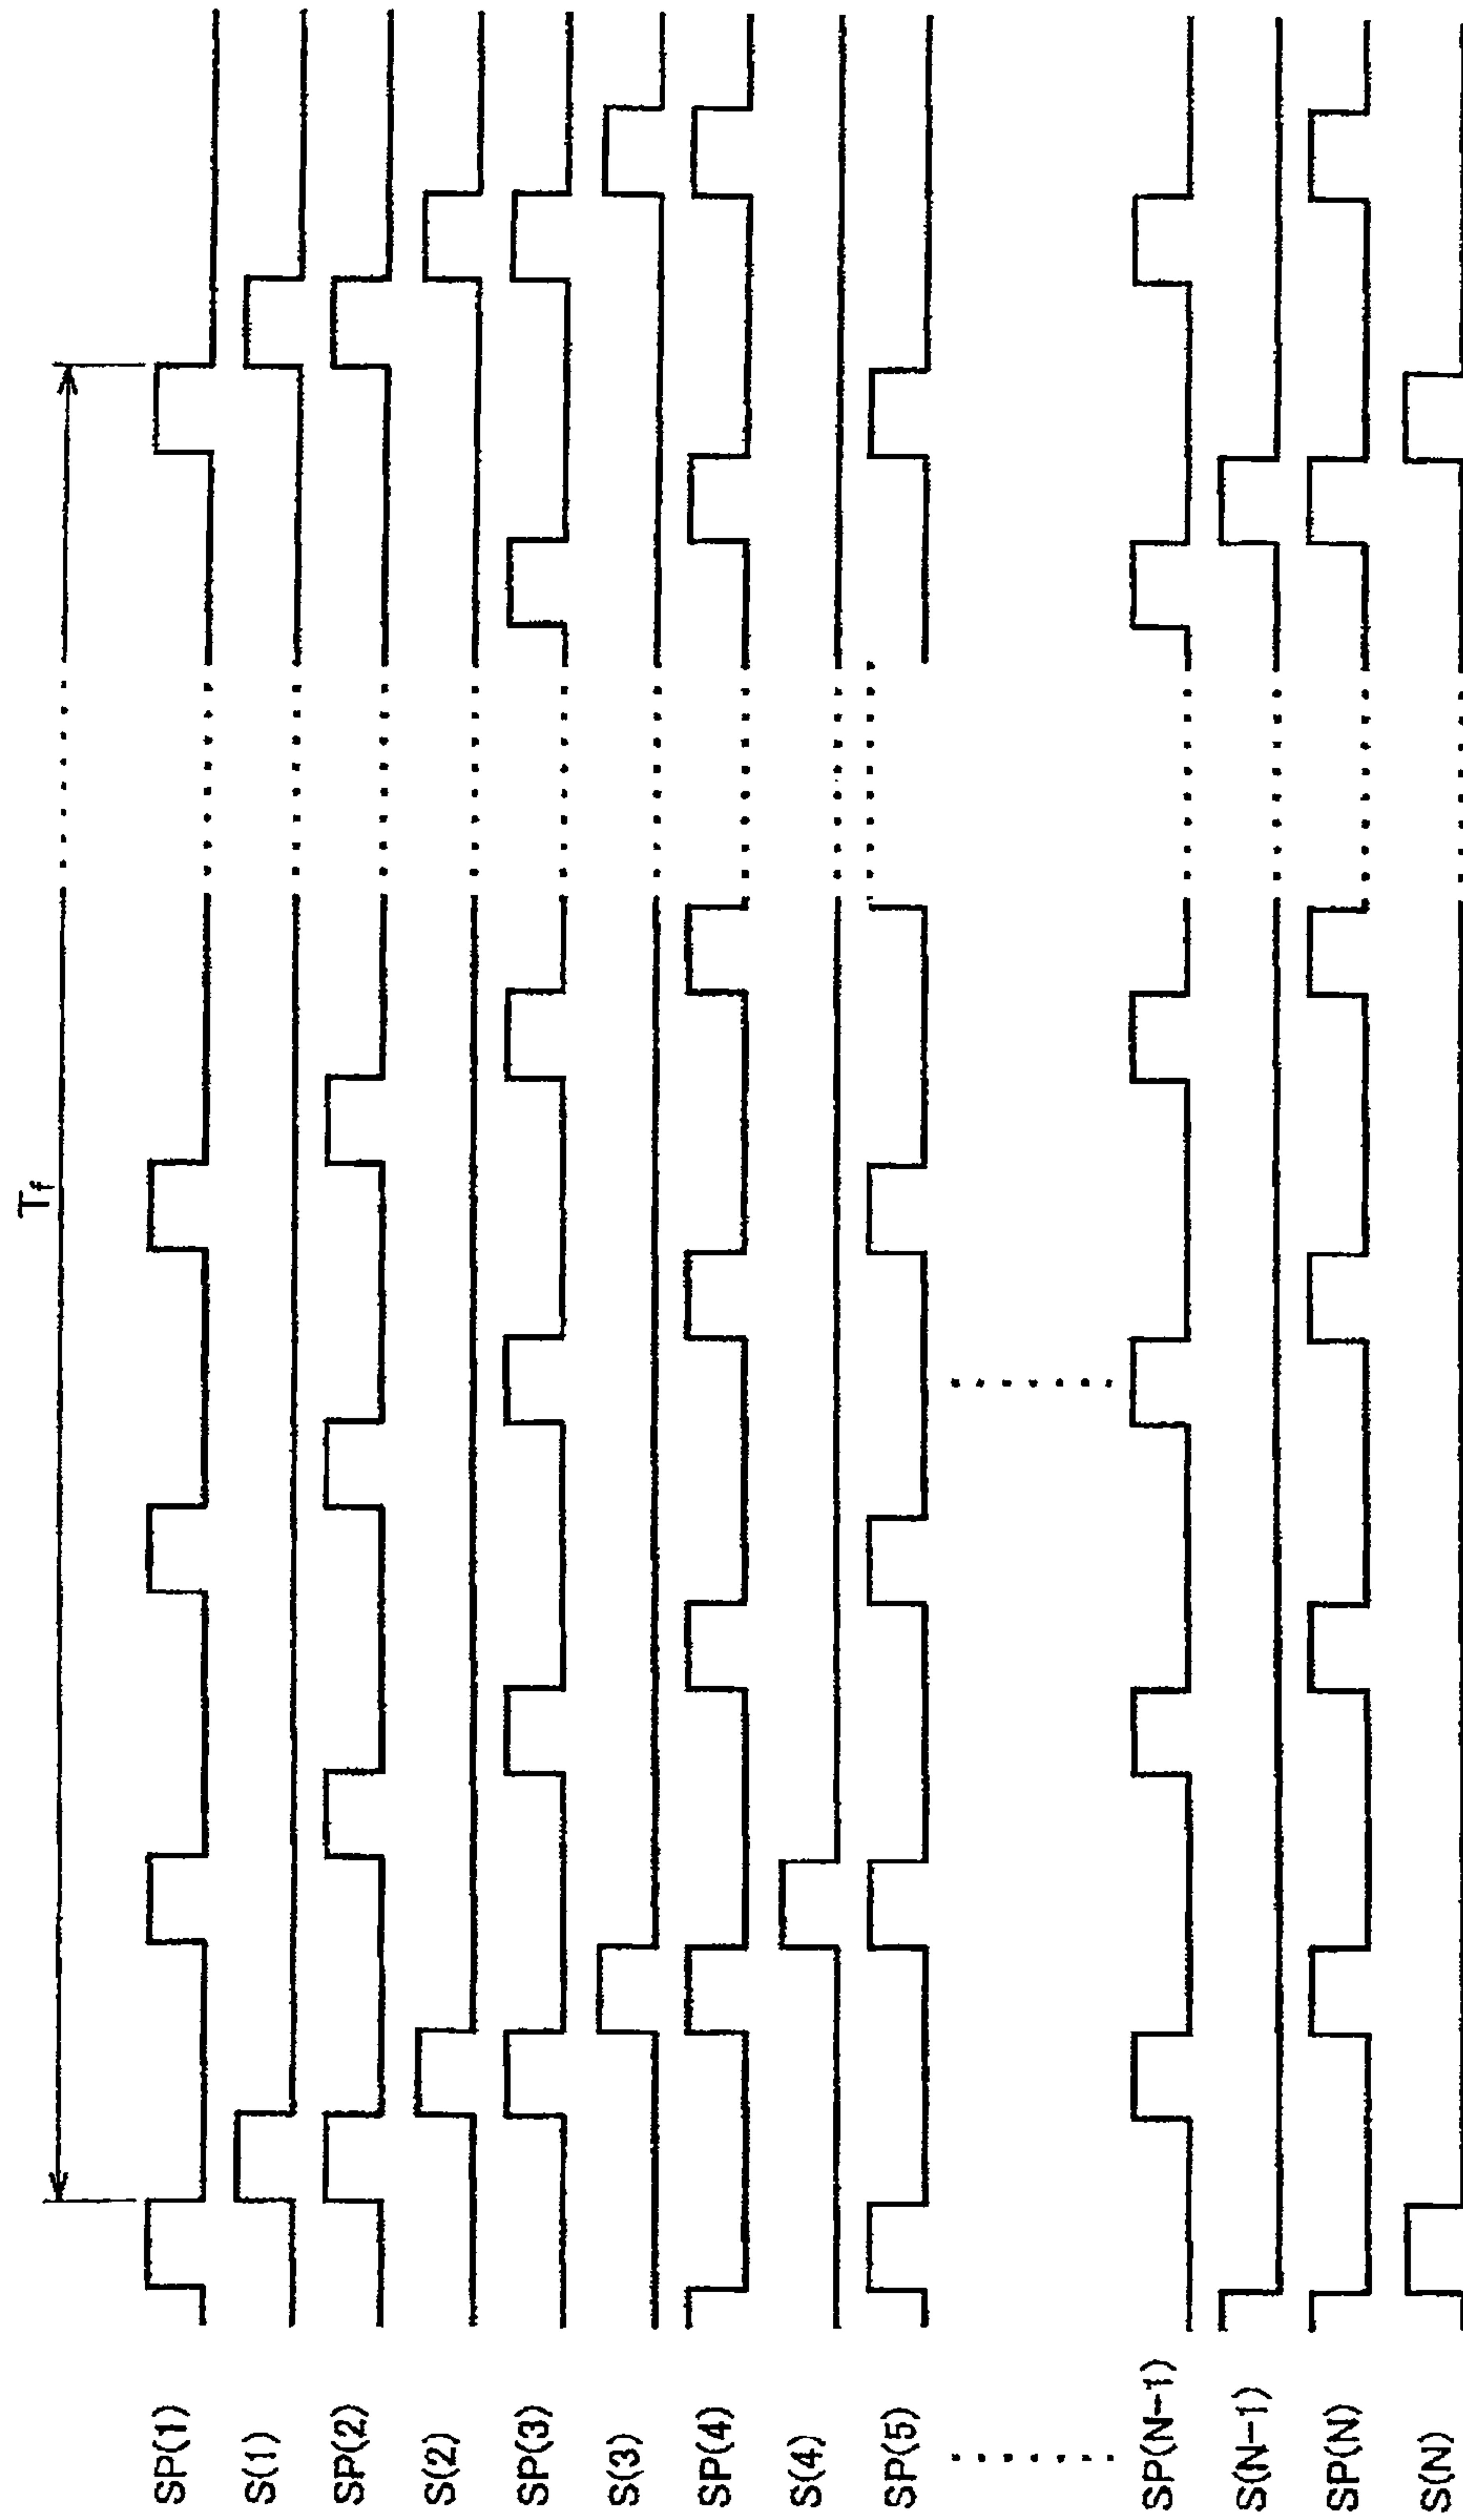 Tf
SP(1)
S(1)
SP(2)
S(2)
SP(3)
S(3)
SP(4)
S(4)
SP(5)
SP(N-1)
S(N-1)
SP(N)
S(N)